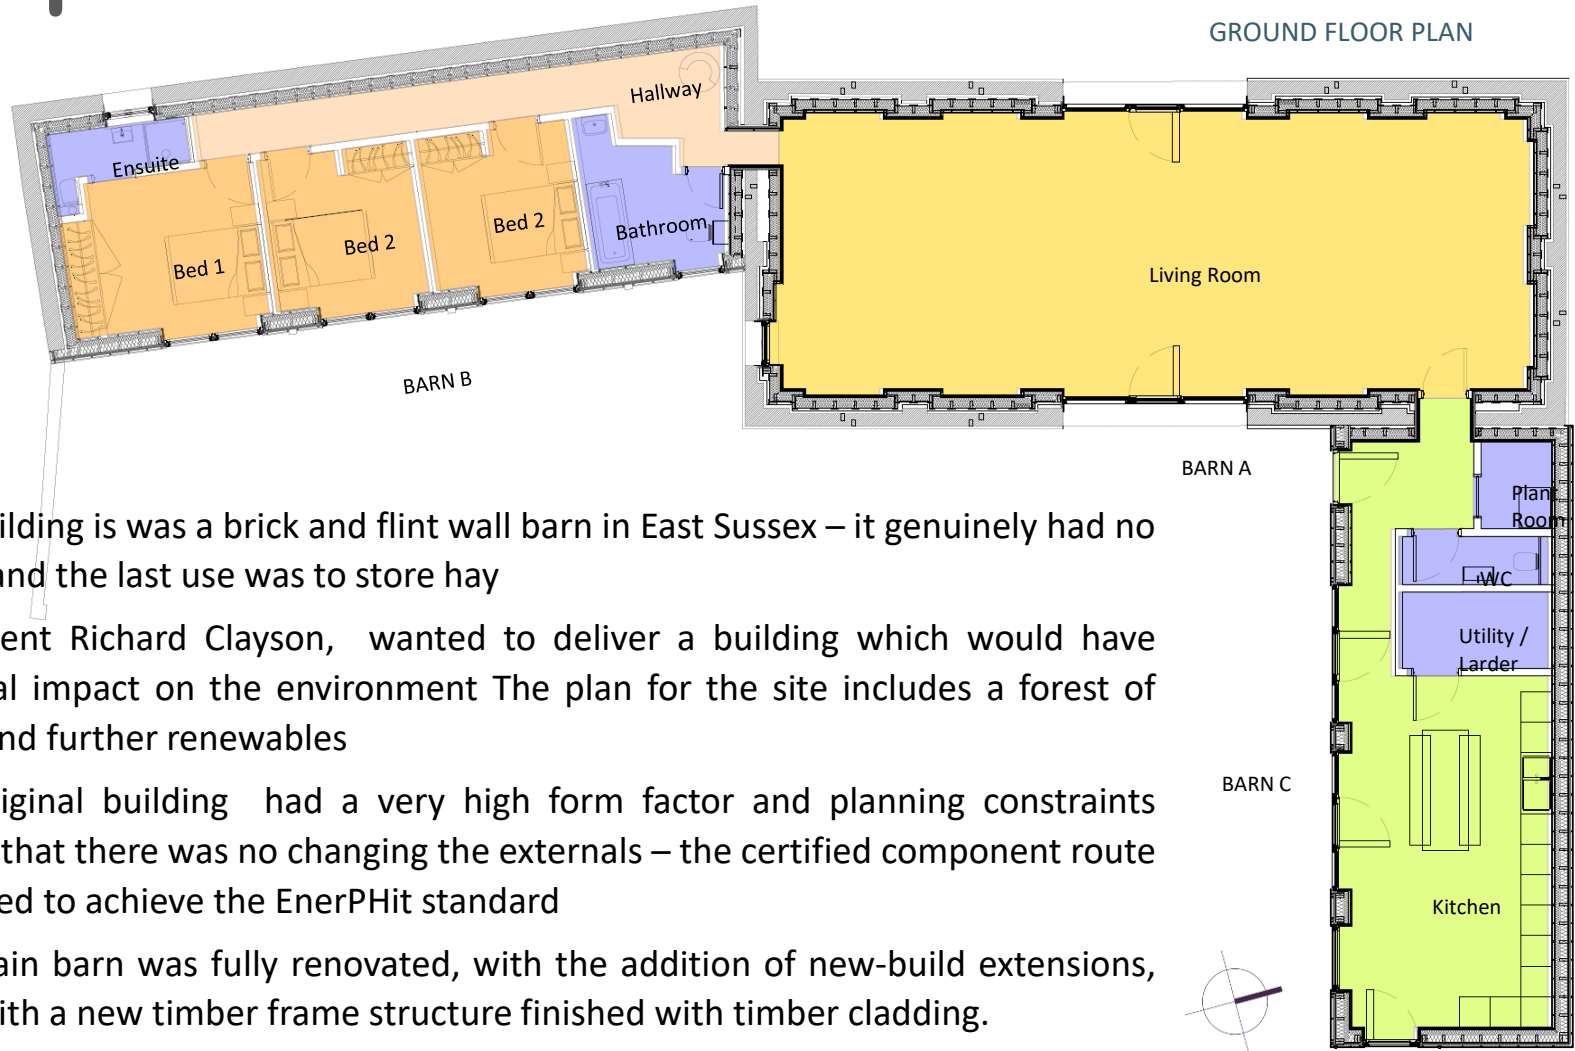 GROUND FLOOR PLAN
Hallway
Ensuite
Bed 1
Bed 2
Bed 2
Bathroom
Living Room
BARN B
BARN A
Plant
Room
WC
Utility /
Larder
BARN C
Kitchen
ilding is was a brick and flint wall barn in East Sussex – it genuinely had no
and the last use was to store hay
ent Richard Clayson, wanted to deliver a building which would have
al impact on the environment The plan for the site includes a forest of
nd further renewables
iginal building had a very high form factor and planning constraints
that there was no changing the externals – the certified component route
ed to achieve the EnerPHit standard
ain barn was fully renovated, with the addition of new-build extensions,
ith a new timber frame structure finished with timber cladding.